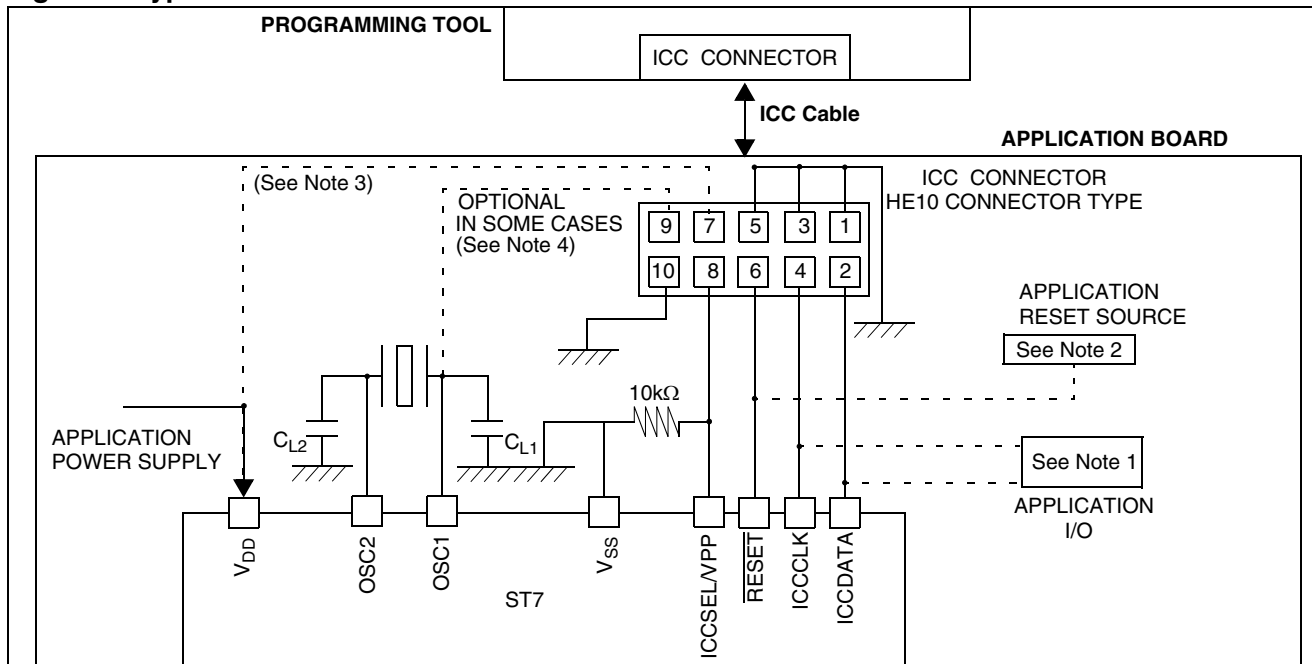 PROGRAMMING TOOL
ICC CONNECTOR
ICC Cable
APPLICATION BOARD
(See Note 3)
OPTIONAL
IN SOME CASES
(See Note 4)
ICC CONNECTOR
HE10 CONNECTOR TYPE
9 7 5 3 1
10 8 6 4 2
APPLICATION
RESET SOURCE
See Note 2
10kΩ
APPLICATION
POWER SUPPLY
CL2
CL1
See Note 1
APPLICATION
I/O
VDD
OSC2
OSC1
VSS
ICCSEL/VPP
RESET
ICCCLK
ICCDATA
ST7